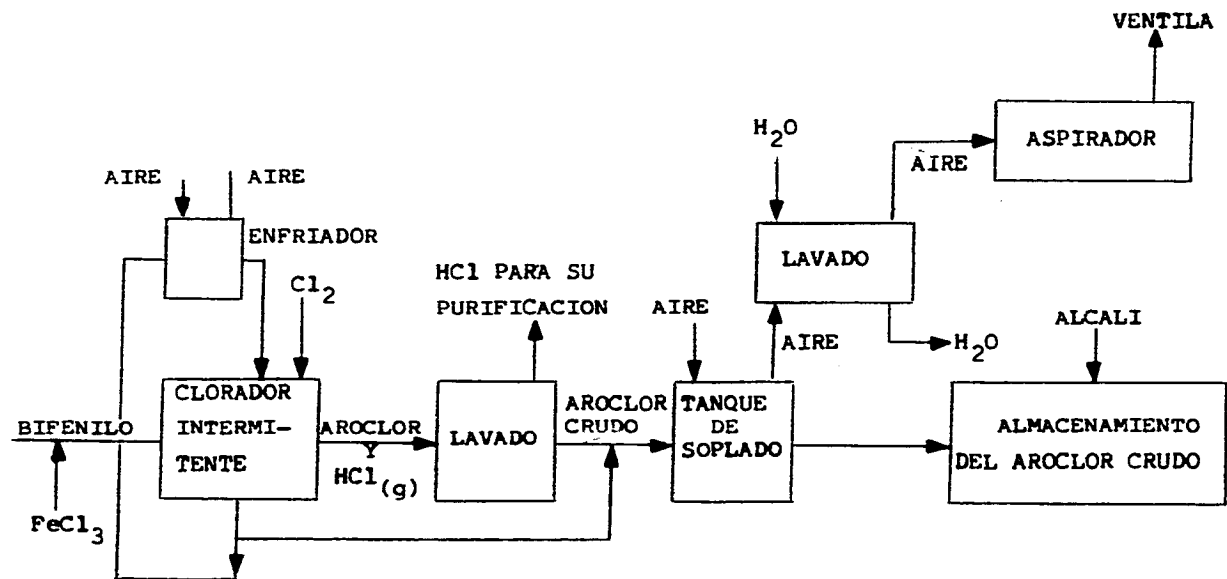 VENTILA
H2O
ASPIRADOR
AIRE
AIRE
AIRE
ENFRIADOR
LAVADO
HCl PARA SU
PURIFICACION
Cl2
AIRE
AIRE
H2O
ALCALI
CLORADOR
INTERMI-
TENTE
BIFENILO
AROCLOR
Y
HCl(g)
LAVADO
AROCLOR
CRUDO
TANQUE
DE
SOPLADO
ALMACENAMIENTO
DEL AROCLOR CRUDO
FeCl3